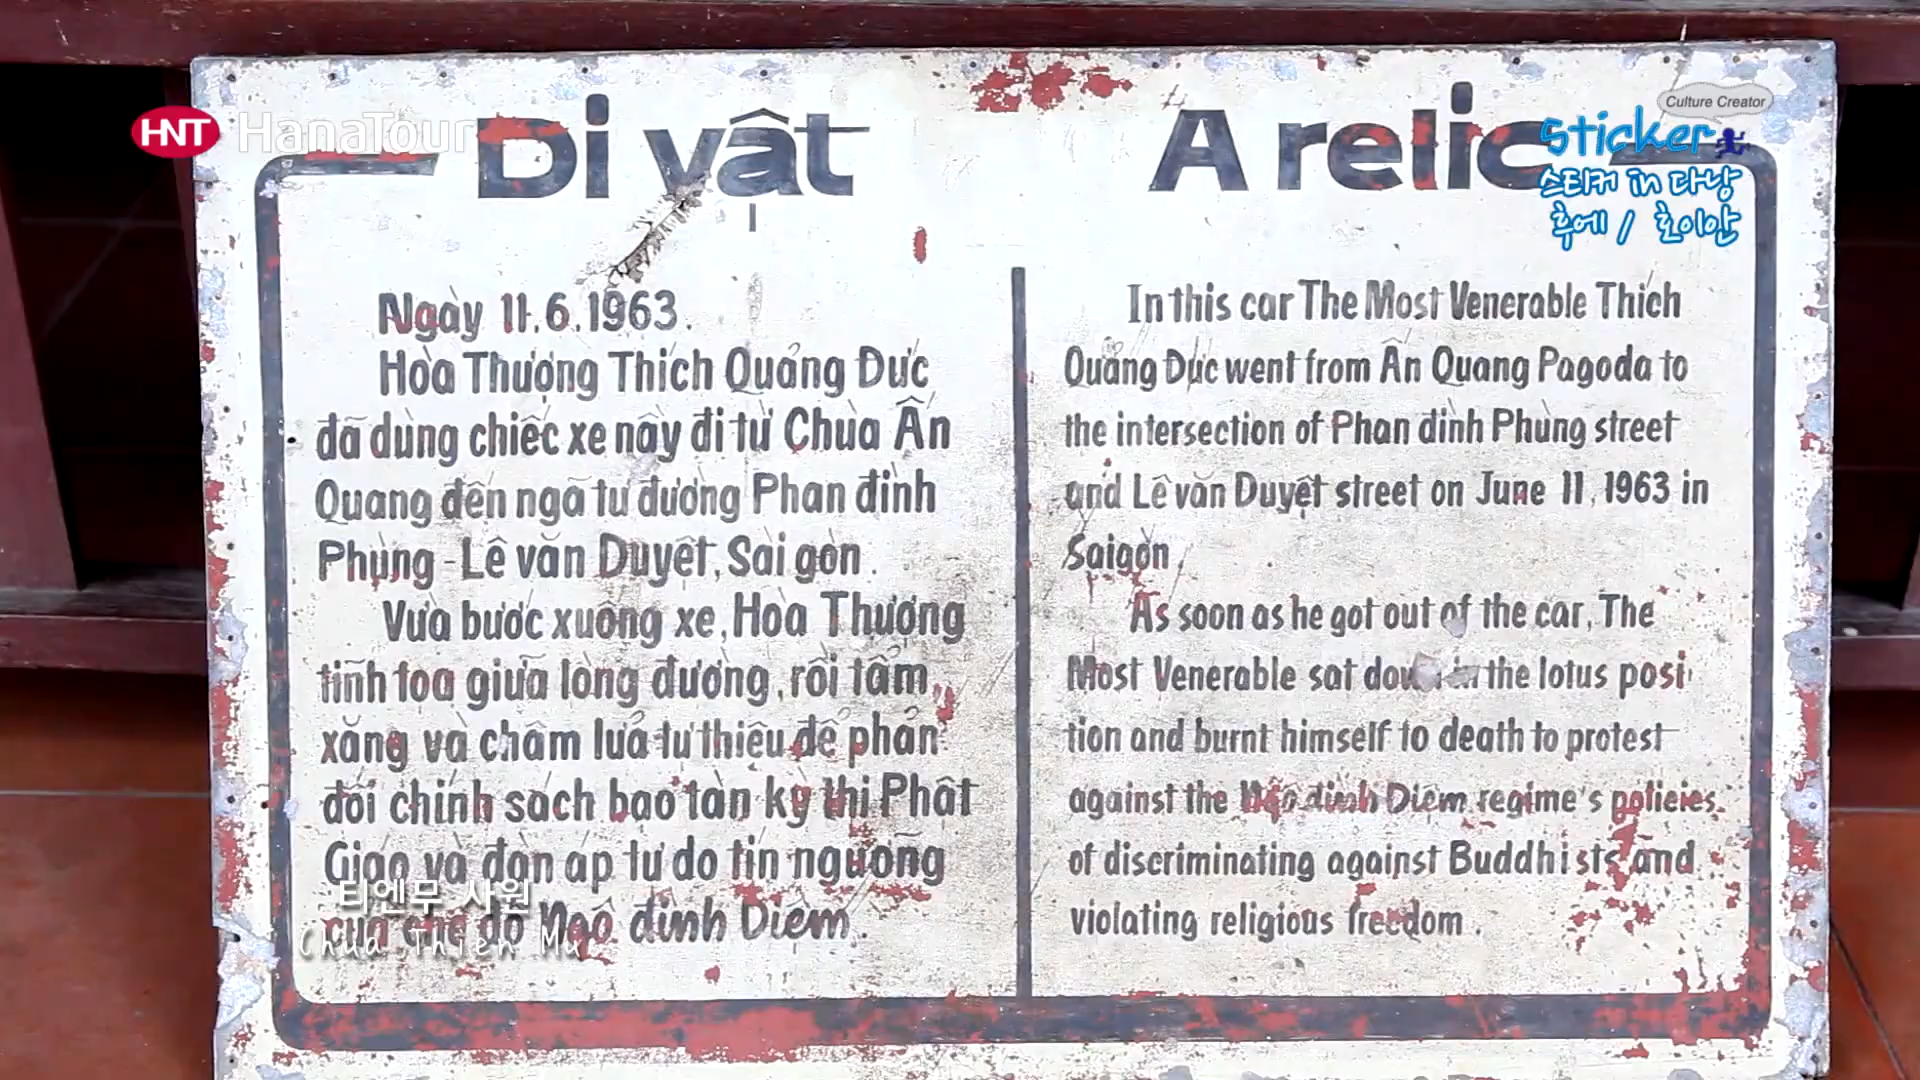 HNT HanaTour
Culture Creator
Sticker
스티커 in 다낭
후에 / 호이안
Di vật
Ngày 11.6.1963.
Hòa Thượng Thích Quảng Đức
đã dùng chiếc xe này đi từ Chùa Ấn
Quang đến ngã tư đường Phan đình
Phùng - Lê văn Duyệt, Sài gòn.
Vừa bước xuống xe, Hòa Thượng
tĩnh tọa giữa lòng đường, rồi tẩm
xăng và châm lửa tự thiêu để phản
đối chính sách bạo tàn kỳ thị Phật
Giáo và đàn áp tự do tín ngưỡng
của chế độ Ngô đình Diệm.
A relic
In this car The Most Venerable Thích
Quảng Đức went from Ấn Quang Pagoda to
the intersection of Phan đình Phùng street
and Lê văn Duyệt street on June 11, 1963 in
Saigòn.
As soon as he got out of the car, The
Most Venerable sat down in the lotus posi-
tion and burnt himself to death to protest
against the Ngô đình Diệm regime's policies
of discriminating against Buddhists and
violating religious freedom.
티엔무 사원
Chua Thien Mu